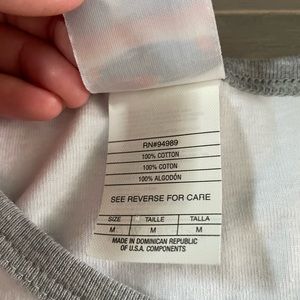 RN#94989
100% COTTON
100% COTON
100% ALGODÓN
SEE REVERSE FOR CARE
SIZE TAILLE TALLA
M M M
MADE IN DOMINICAN REPUBLIC
of U.S.A. COMPONENTS